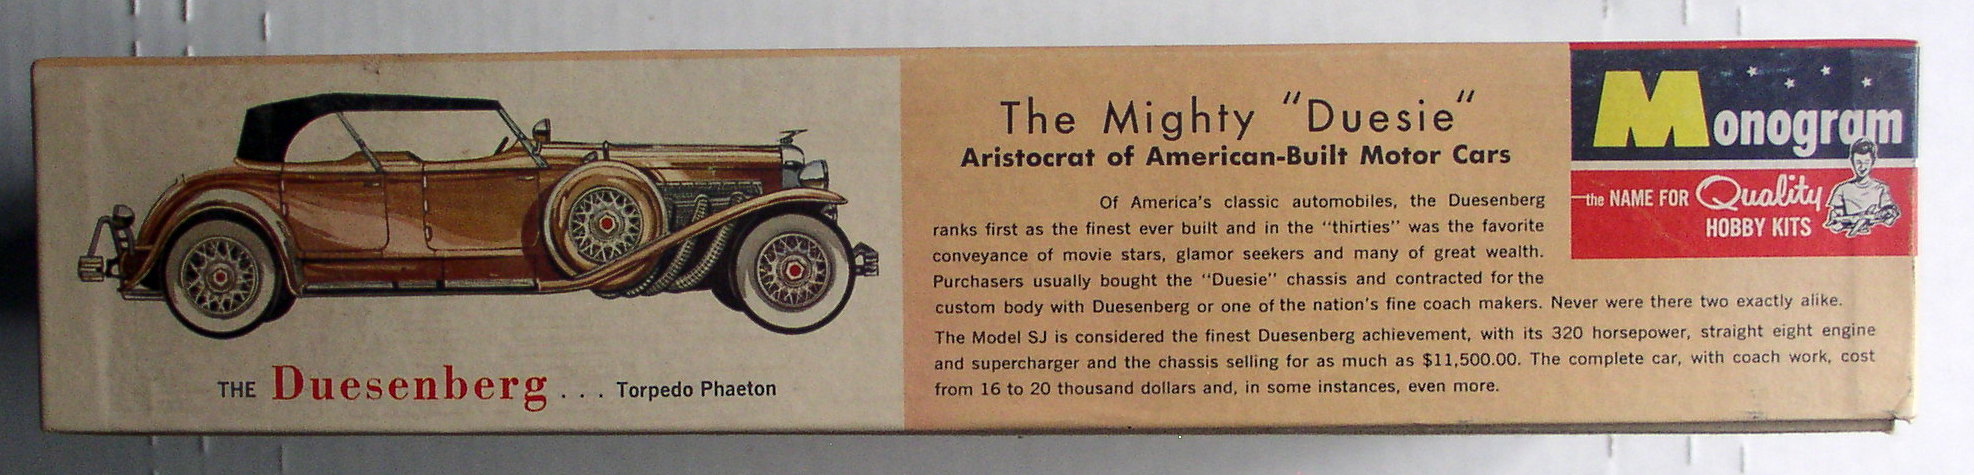 THE Duesenberg . . . Torpedo Phaeton
The Mighty "Duesie"
Aristocrat of American-Built Motor Cars
Of America's classic automobiles, the Duesenberg
ranks first as the finest ever built and in the "thirties" was the favorite
conveyance of movie stars, glamor seekers and many of great wealth.
Purchasers usually bought the "Duesie" chassis and contracted for the
custom body with Duesenberg or one of the nation's fine coach makers. Never were there two exactly alike.
The Model SJ is considered the finest Duesenberg achievement, with its 320 horsepower, straight eight engine
and supercharger and the chassis selling for as much as $11,500.00. The complete car, with coach work, cost
from 16 to 20 thousand dollars and, in some instances, even more.
Monogram
the NAME FOR Quality
HOBBY KITS